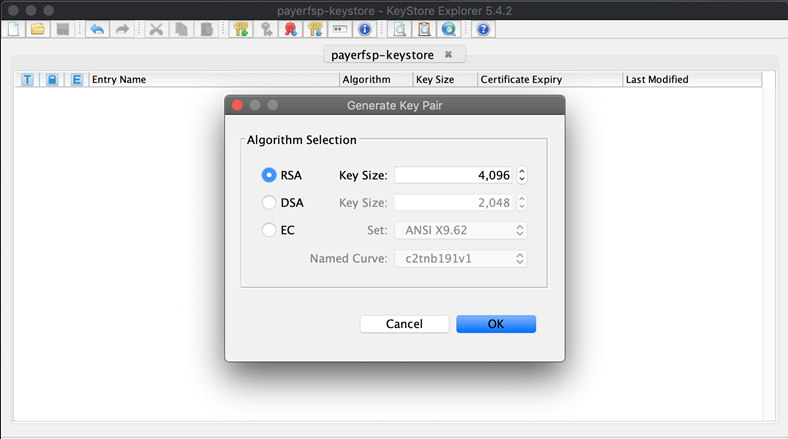 payerfsp-keystore - KeyStore Explorer 5.4.2
payerfsp-keystore
T E Entry Name Algorithm Key Size Certificate Expiry Last Modified
Generate Key Pair
Algorithm Selection
RSA Key Size: 4,096
DSA Key Size: 2,048
EC Set: ANSI X9.62
Named Curve: c2tnb191v1
Cancel OK